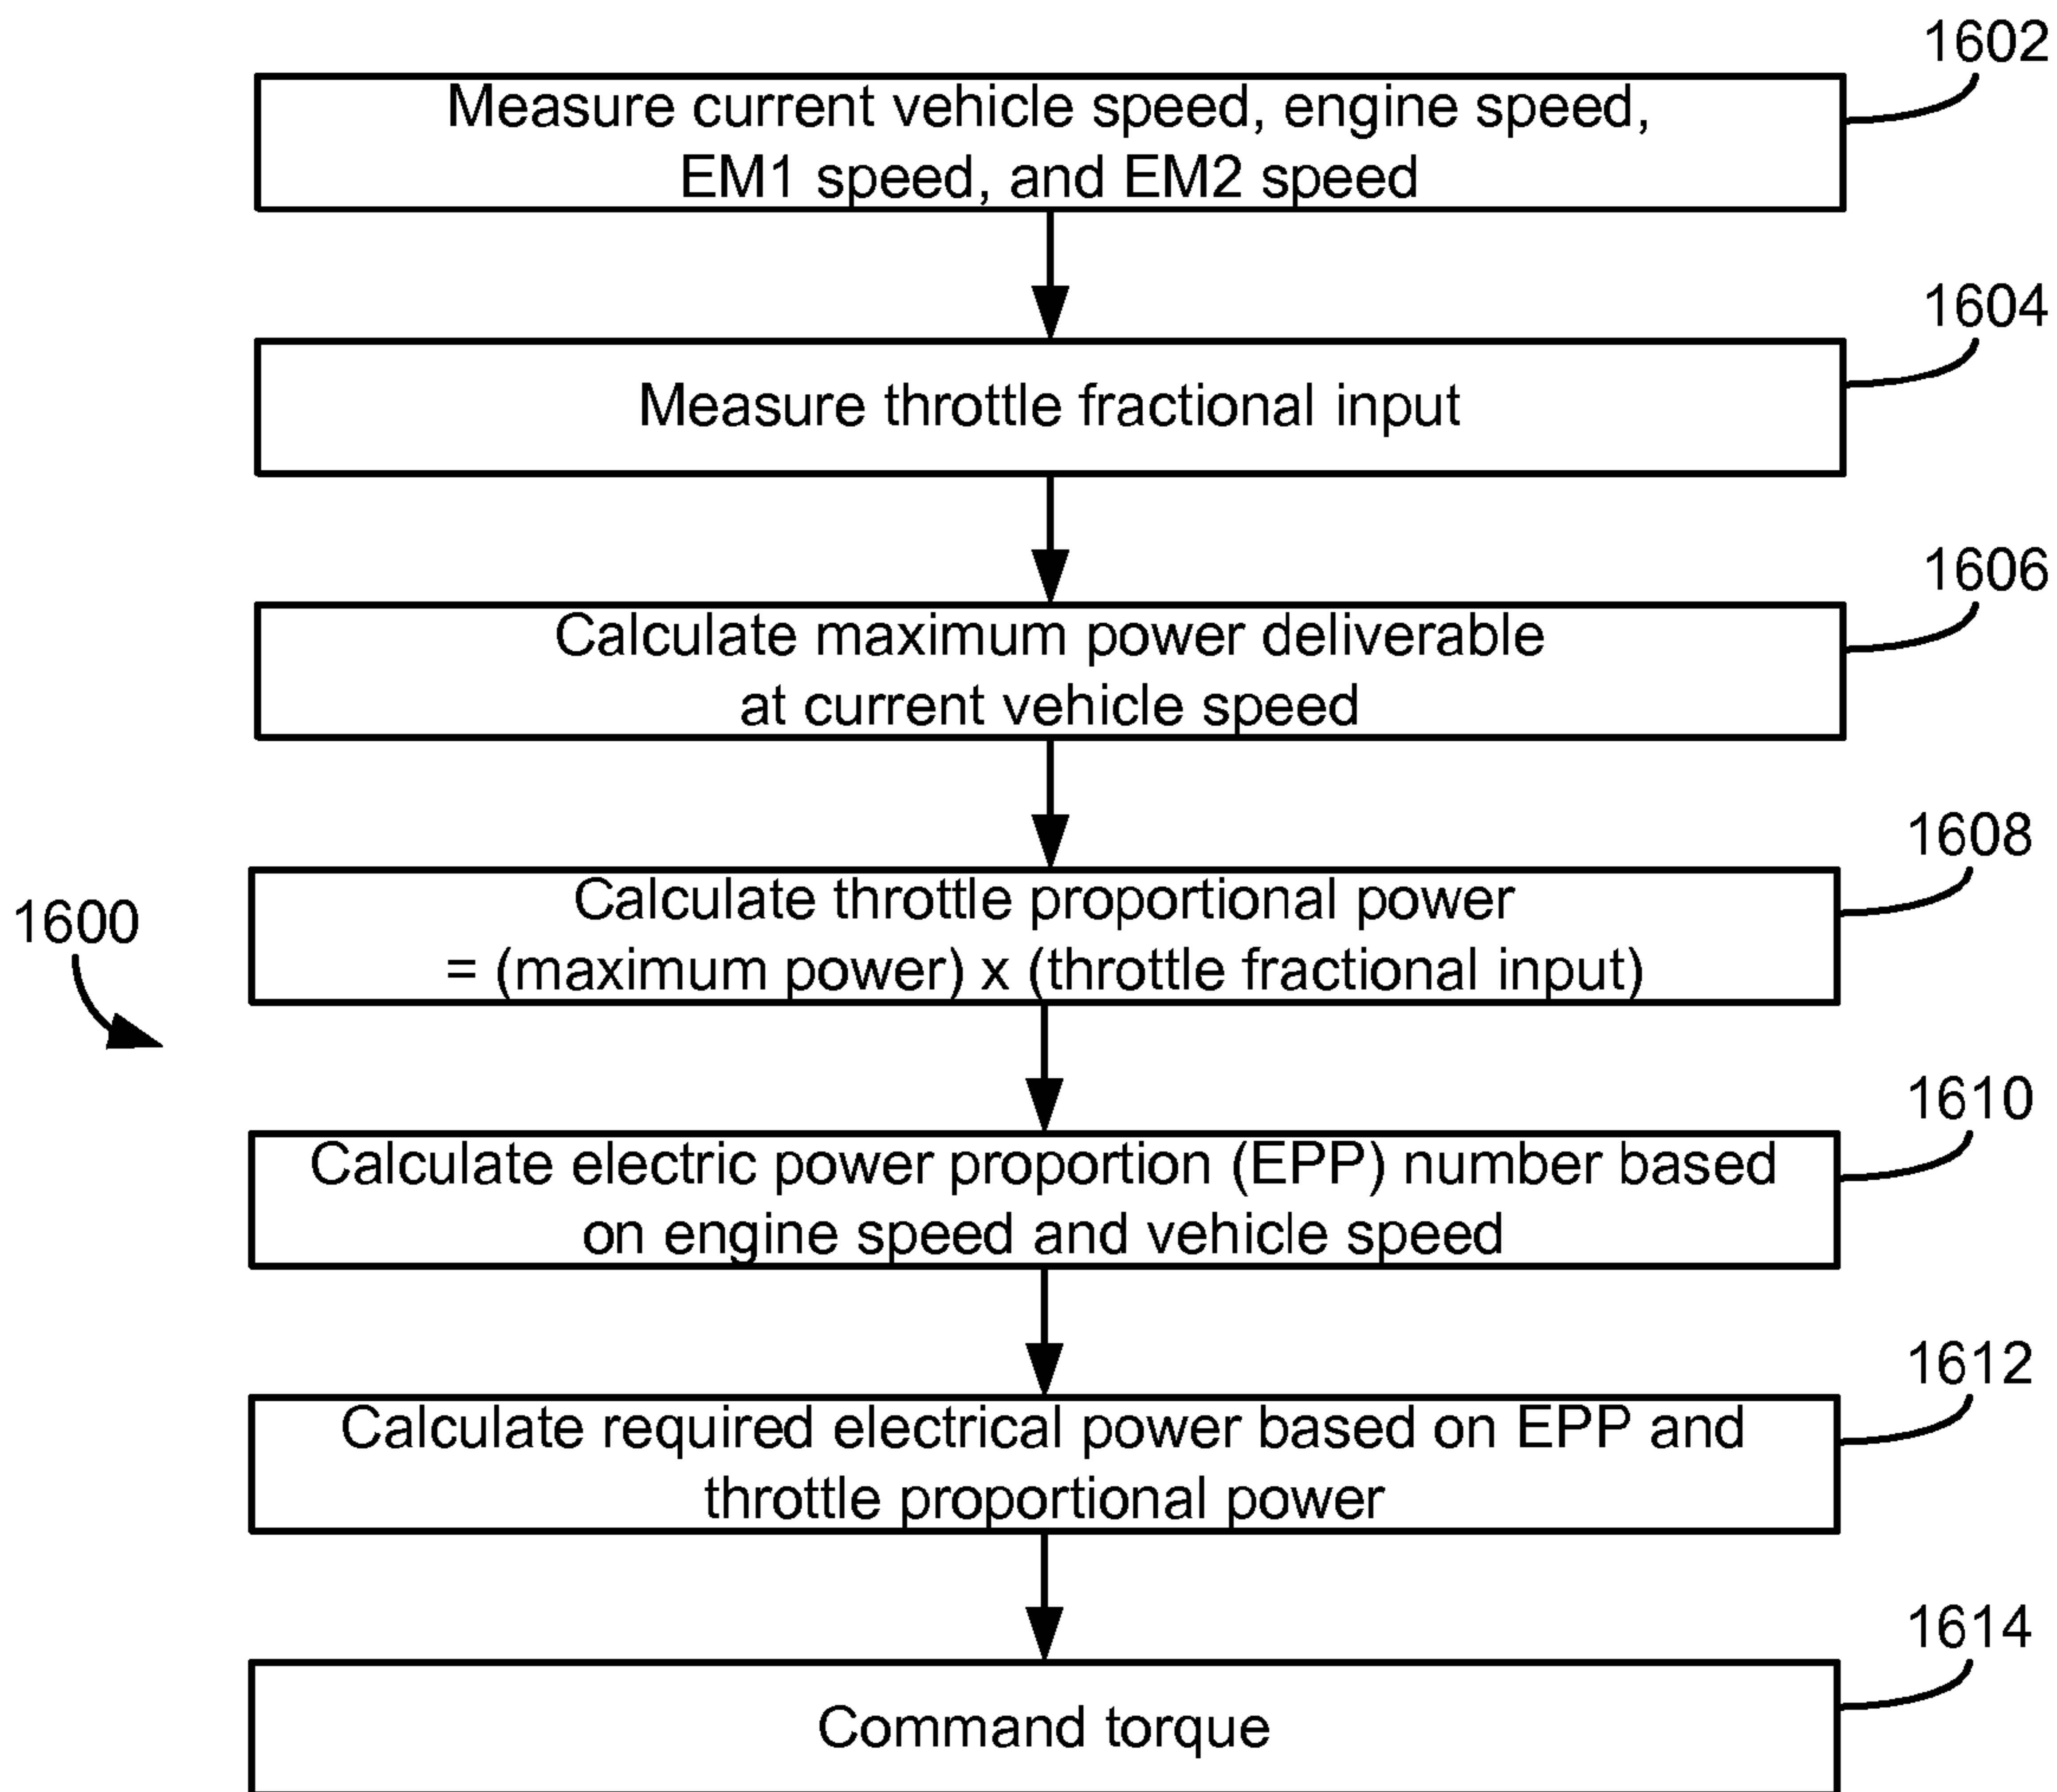 1602
Measure current vehicle speed, engine speed,
EM1 speed, and EM2 speed
1604
Measure throttle fractional input
1606
Calculate maximum power deliverable
at current vehicle speed
1608
Calculate throttle proportional power
= (maximum power) x (throttle fractional input)
1600
1610
Calculate electric power proportion (EPP) number based
on engine speed and vehicle speed
1612
Calculate required electrical power based on EPP and
throttle proportional power
1614
Command torque